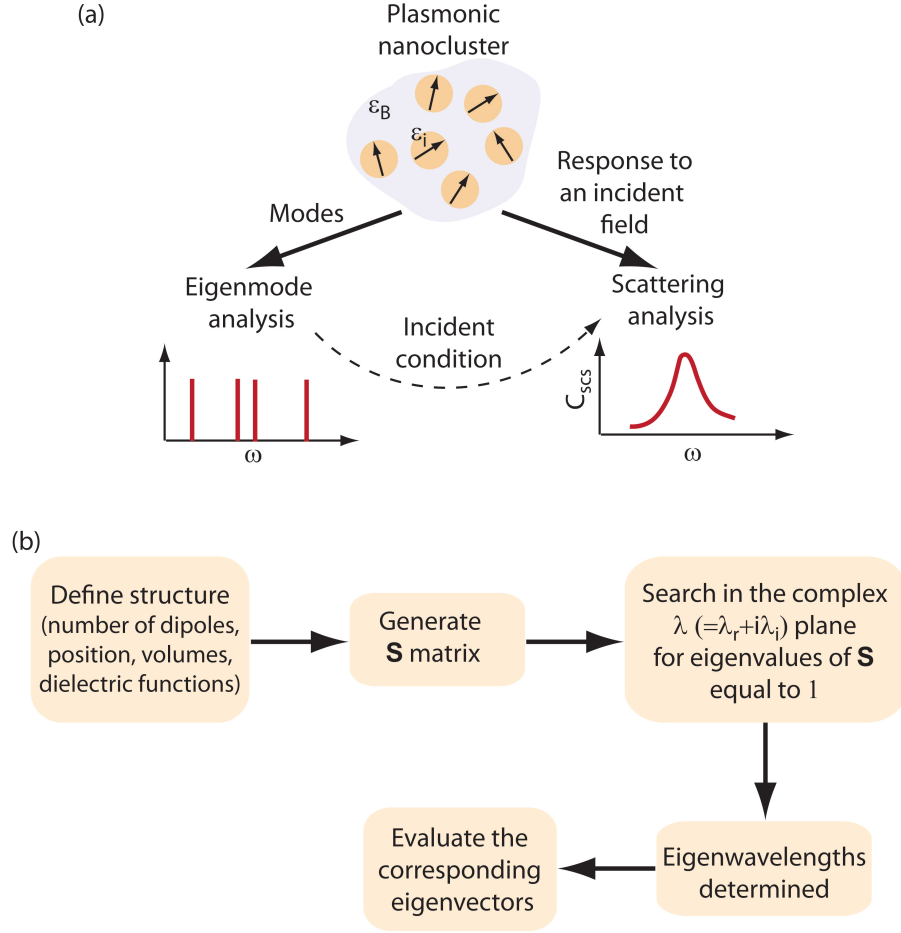 (a)
Plasmonic
nanocluster
εB
εi
Response to
an incident
field
Modes
Eigenmode
analysis
Scattering
analysis
Incident
condition
Cscs
ω
ω
(b)
Define structure
(number of dipoles,
position, volumes,
dielectric functions)
Generate
S matrix
Search in the complex
λ (=λr+iλi) plane
for eigenvalues of S
equal to 1
Evaluate the
corresponding
eigenvectors
Eigenwavelengths
determined